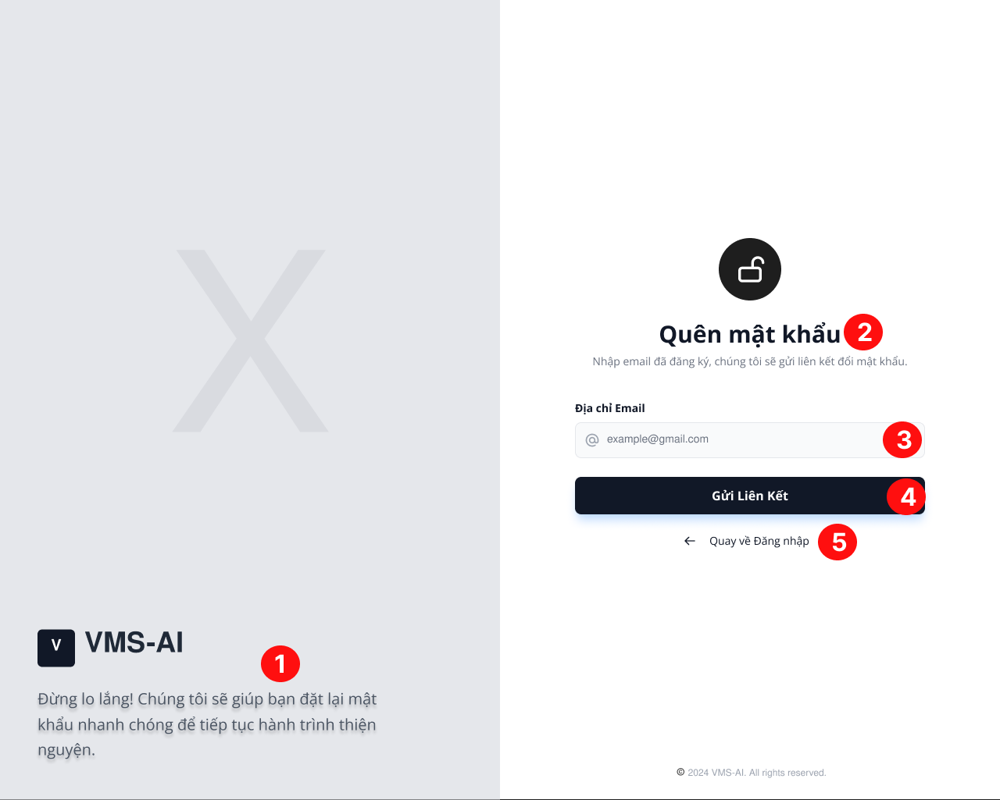 X
V
VMS-AI
1
Đừng lo lắng! Chúng tôi sẽ giúp bạn đặt lại mật
khẩu nhanh chóng để tiếp tục hành trình thiện
nguyện.
Quên mật khẩu 2
Nhập email đã đăng ký, chúng tôi sẽ gửi liên kết đổi mật khẩu.
Địa chỉ Email
@ example@gmail.com 3
Gửi Liên Kết 4
← Quay về Đăng nhập 5
© 2024 VMS-AI. All rights reserved.